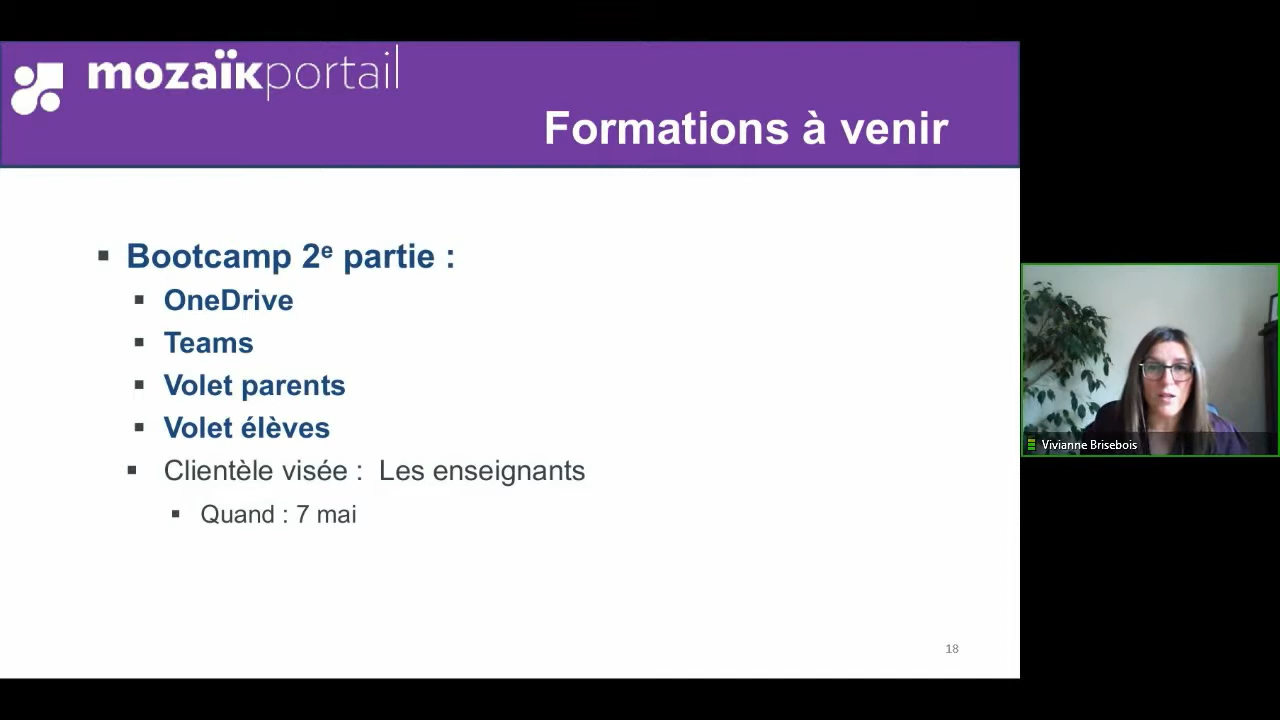 mozaïkportail
Formations à venir
Bootcamp 2e partie :
OneDrive
Teams
Volet parents
Volet élèves
Clientèle visée : Les enseignants
Quand : 7 mai
Vivianne Brisebois
18